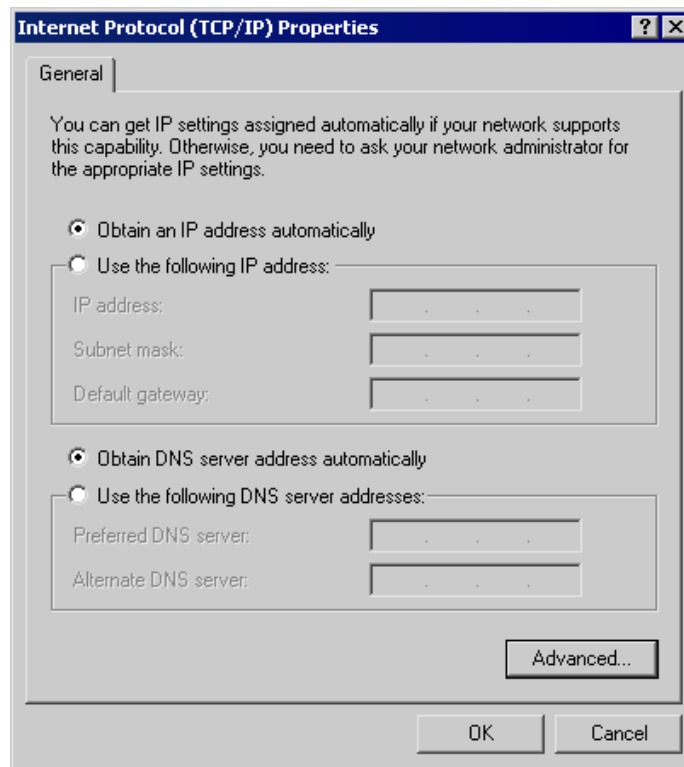 Internet Protocol (TCP/IP) Properties
General
You can get IP settings assigned automatically if your network supports
this capability. Otherwise, you need to ask your network administrator for
the appropriate IP settings.
Obtain an IP address automatically
Use the following IP address:
IP address:
Subnet mask:
Default gateway:
Obtain DNS server address automatically
Use the following DNS server addresses:
Preferred DNS server:
Alternate DNS server:
Advanced...
OK
Cancel